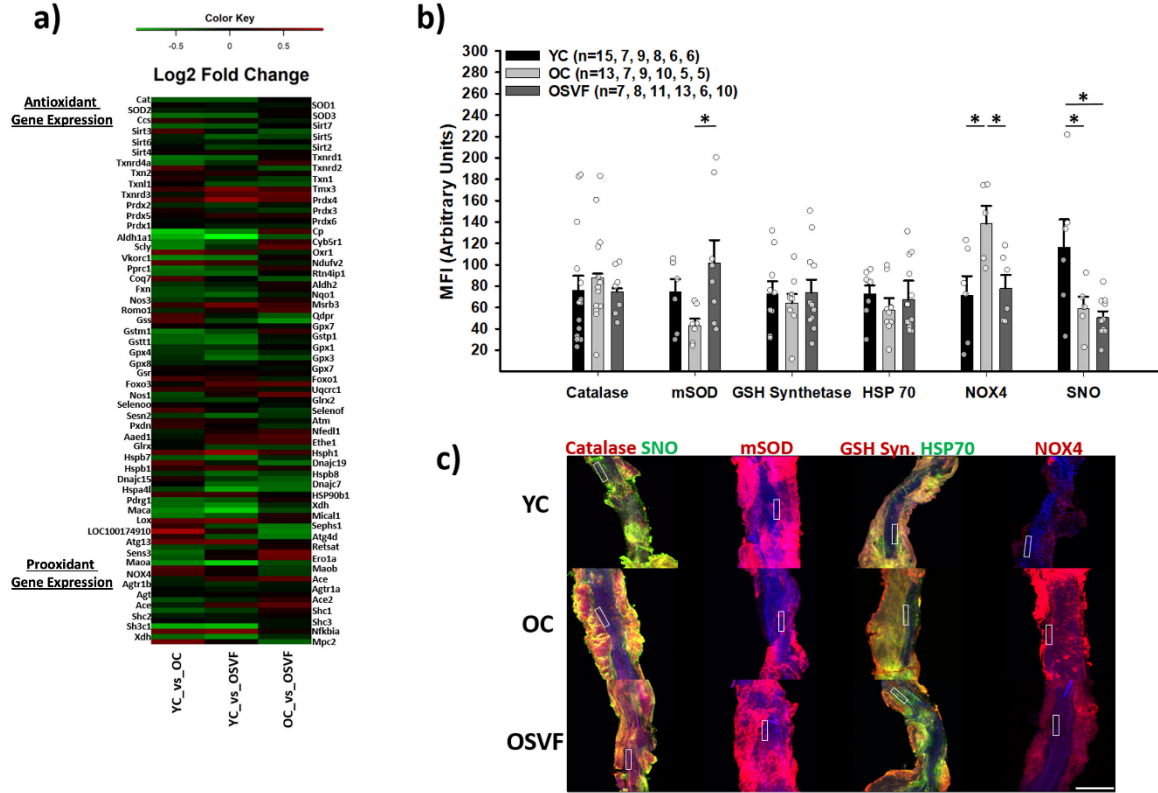 a)
Color Key
-0.5 0 0.5
Log2 Fold Change
Antioxidant
Gene Expression
Cat
SOD1
SOD2
SOD3
Ccs
Sirt7
Sirt3
Sirt5
Sirt6
Sirt2
Sirt4
Txnrd1
Txnrd4a
Txnrd2
Txn2
Txn1
Txnl1
Tmx3
Txnrd3
Prdx4
Prdx2
Prdx3
Prdx5
Prdx6
Prdx1
Cp
Aldh1a1
Cyb5r1
Scly
Oxr1
Vkorc1
Ndufv2
Pprc1
Rtn4ip1
Coq7
Aldh2
Fxn
Nqo1
Nos3
Msrb3
Romo1
Qdpr
Gss
Gpx7
Gstm1
Gstp1
Gstt1
Gpx1
Gpx4
Gpx3
Gpx8
Gpx7
Gsr
Foxo1
Foxo3
Uqcrc1
Nos1
Glrx2
Selenoo
Selenof
Sesn2
Atm
Pxdn
Nfedl1
Aaed1
Ethe1
Glrx
Hsph1
Hspb7
Dnajc19
Hspb1
Hspb8
Dnajc15
Dnajc7
Hspa4l
HSP90b1
Pdrg1
Xdh
Maca
Mical1
Lox
Sephs1
LOC100174910
Atg4d
Atg13
Retsat
Sens3
Ero1a
Maoa
Maob
Prooxidant
Gene Expression
NOX4
Ace
Agtr1b
Agtr1a
Agt
Ace2
Ace
Shc1
Shc2
Shc3
Sh3c1
Nfkbia
Xdh
Mpc2
YC_vs_OC
YC_vs_OSVF
OC_vs_OSVF
b)
MFI (Arbitrary Units)
300
280
260
240
220
200
180
160
140
120
100
80
60
40
20
YC (n=15, 7, 9, 8, 6, 6)
OC (n=13, 7, 9, 10, 5, 5)
OSVF (n=7, 8, 11, 13, 6, 10)
*
* *
*
*
Catalase mSOD GSH Synthetase HSP 70 NOX4 SNO
c)
Catalase SNO mSOD GSH Syn. HSP70 NOX4
YC
OC
OSVF